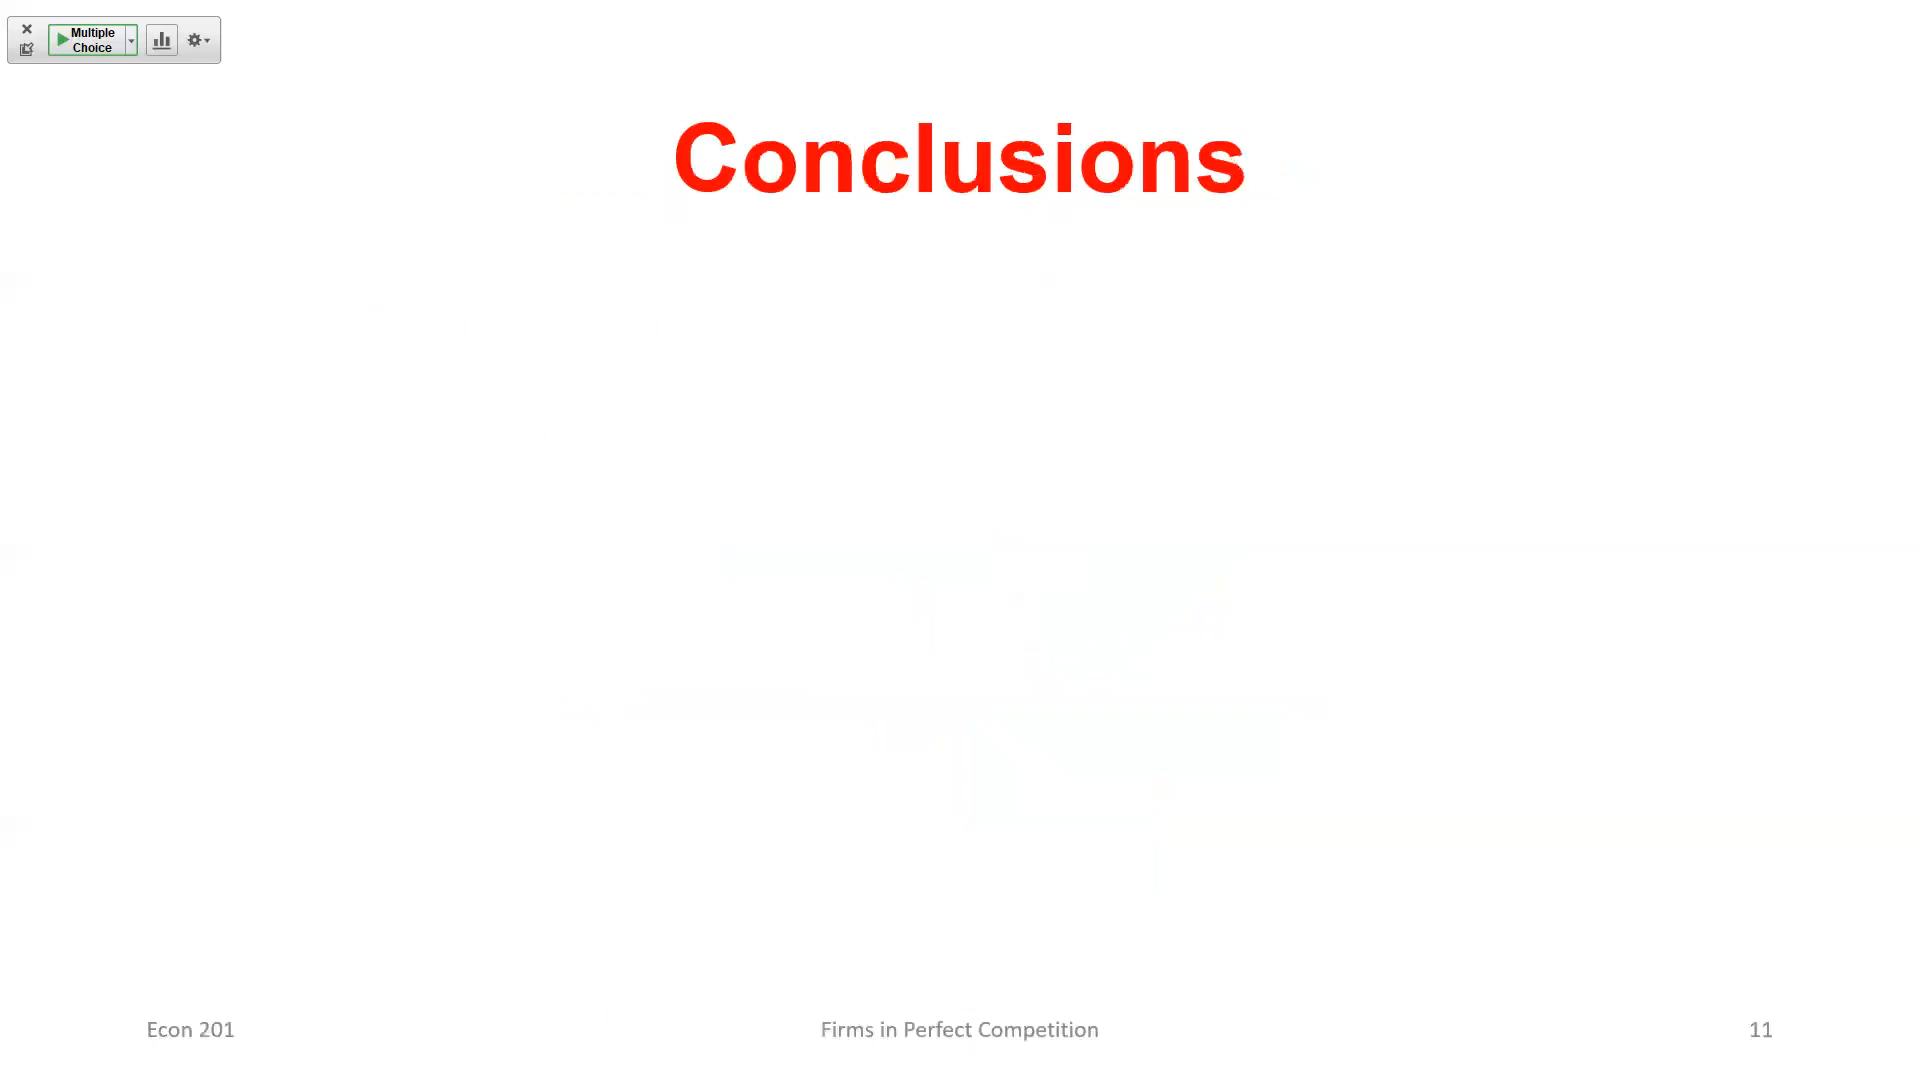 Multiple
Choice
Conclusions
Econ 201
Firms in Perfect Competition
11